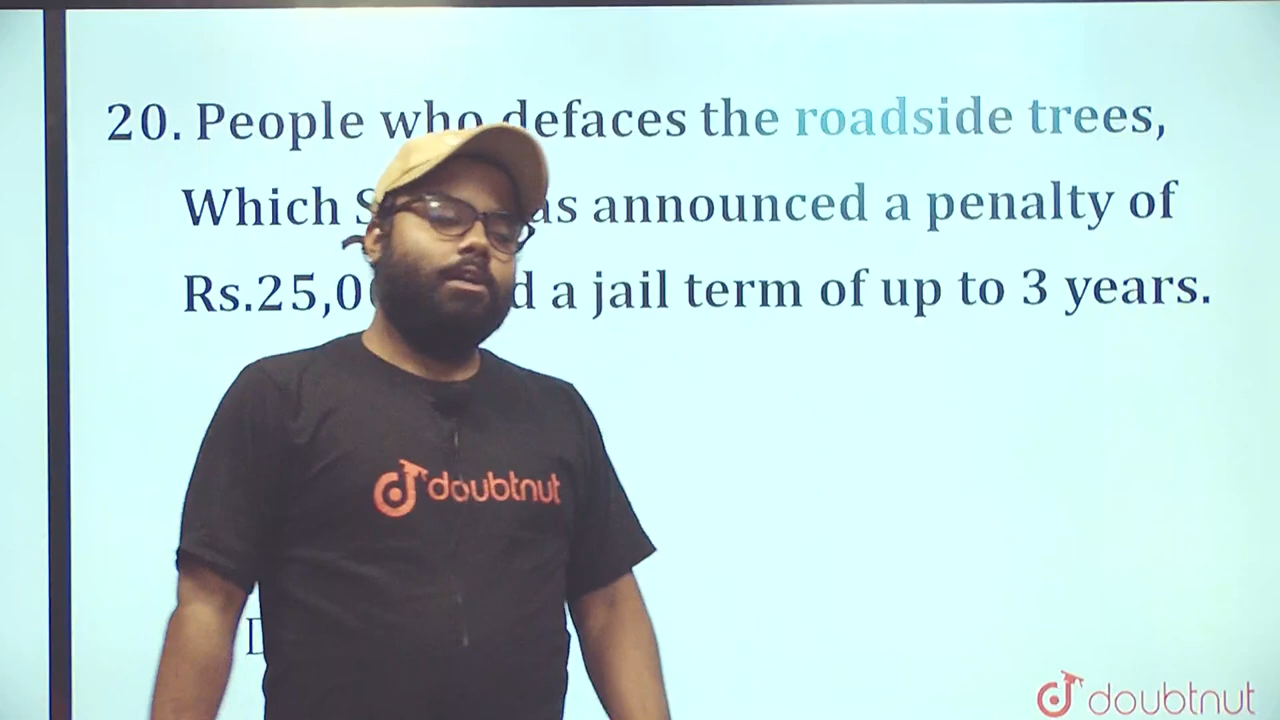 20. People who defaces the roadside trees,
Which as announced a penalty of
Rs.25,0 d a jail term of up to 3 years.
doubtnut
D
doubtnut